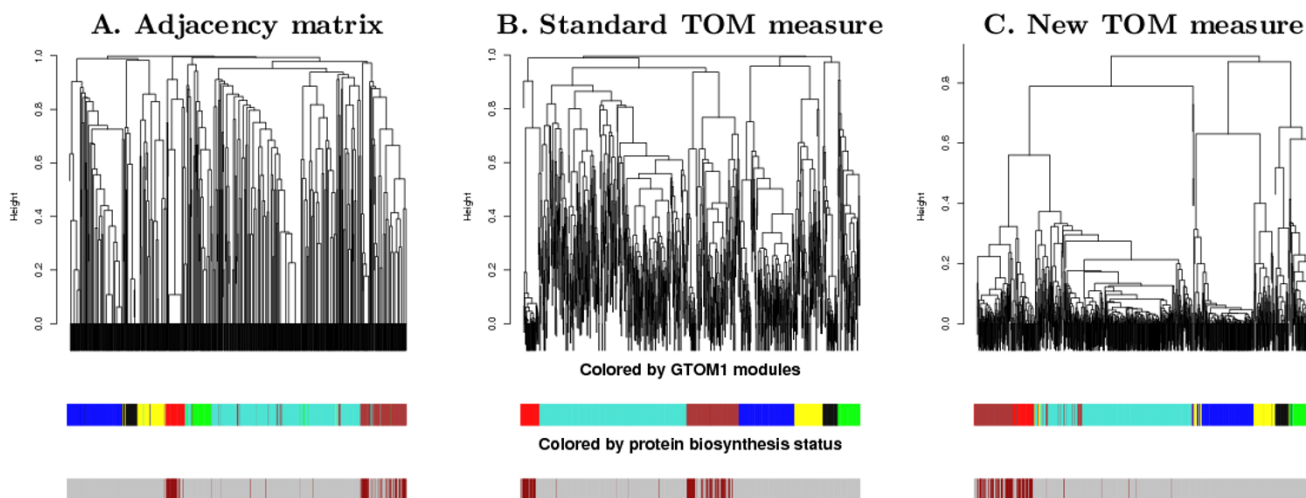 A. Adjacency matrix
B. Standard TOM measure
C. New TOM measure
Height
1.0
0.8
0.6
0.4
0.2
0.0
Height
1.0
0.8
0.6
0.4
0.2
0.0
Height
0.8
0.6
0.4
0.2
0.0
Colored by GTOM1 modules
Colored by protein biosynthesis status